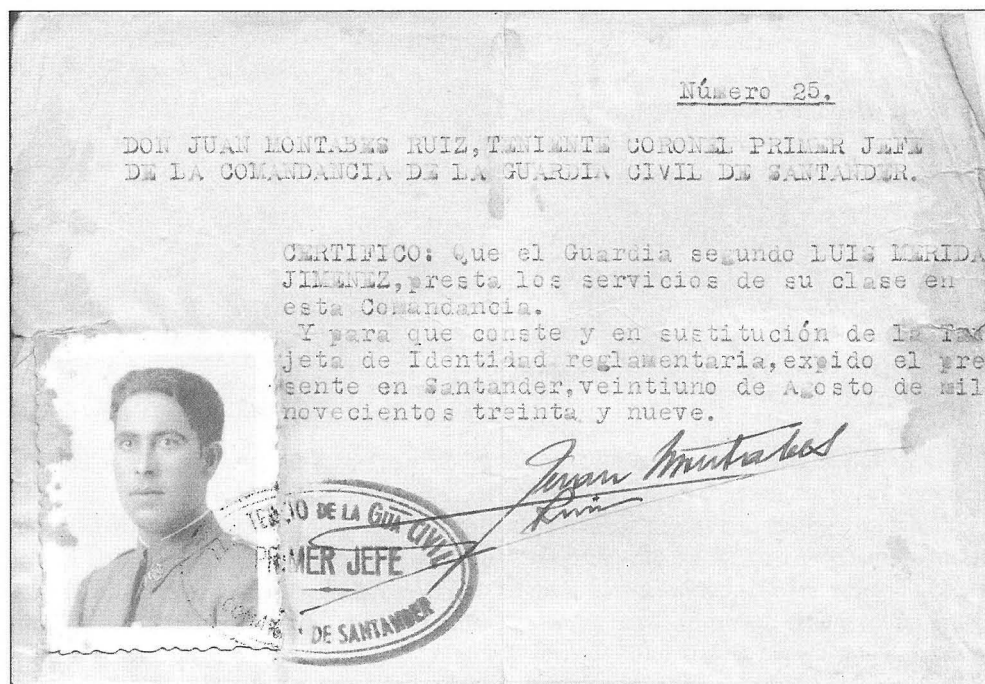 Número 25.
DON JUAN MONTABES RUIZ,TENIENTE CORONEL PRIMER JEFE
DE LA COMANDANCIA DE LA GUARDIA CIVIL DE SANTANDER.
CERTIFICO: Que el Guardia segundo LUIS MERIDA
JIMENEZ,presta los servicios de su clase en
esta Comandancia.
Y para que conste y en sustitución de la Tar
jeta de Identidad reglamentaria,expido el pre
sente en Santander,veintiuno de Agosto de mil
novecientos treinta y nueve.
Juan Montabes
Ruiz
DE LA CIVIL
PRIMER JEFE
DE SANTANDER